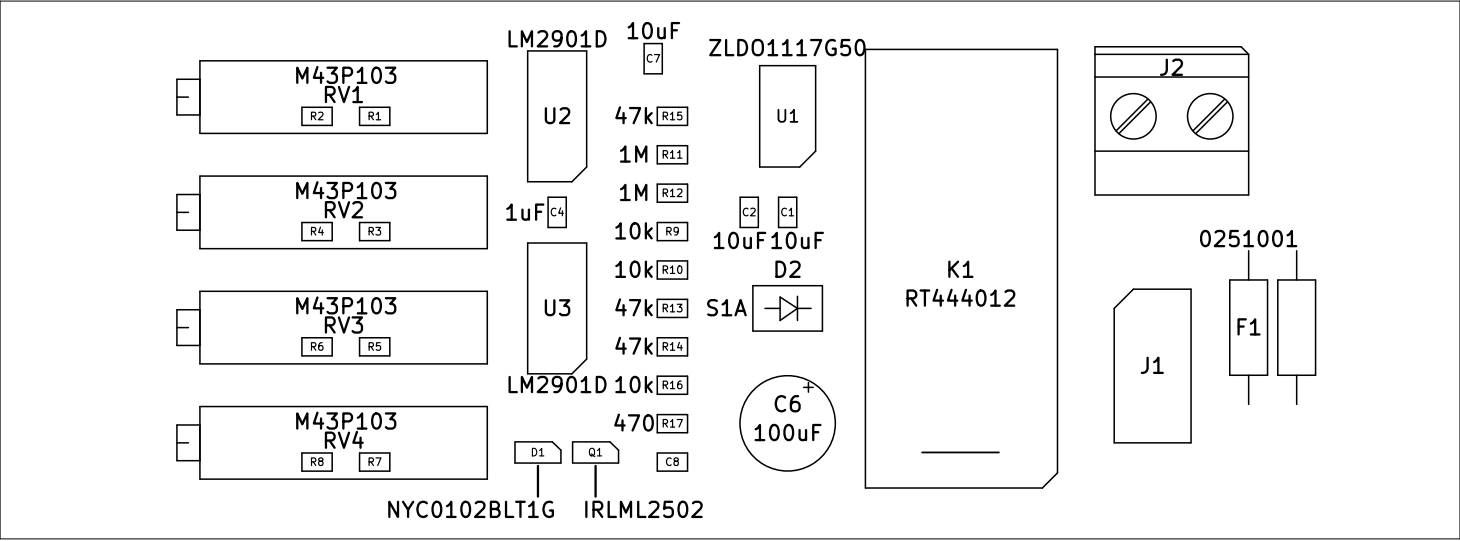 M43P103
RV1
R2 R1
M43P103
RV2
R4 R3
M43P103
RV3
R6 R5
M43P103
RV4
R8 R7
LM2901D
U2
1uF C4
U3
LM2901D
D1 Q1
NYC0102BLT1G IRLML2502
10uF
C7
47k R15
1M R11
1M R12
10k R9
10k R10
47k R13
47k R14
10k R16
470 R17
C8
ZLDO1117G50
U1
C2 C1
10uF 10uF
D2
S1A
+
C6
100uF
K1
RT444012
J2
0251001
F1
J1